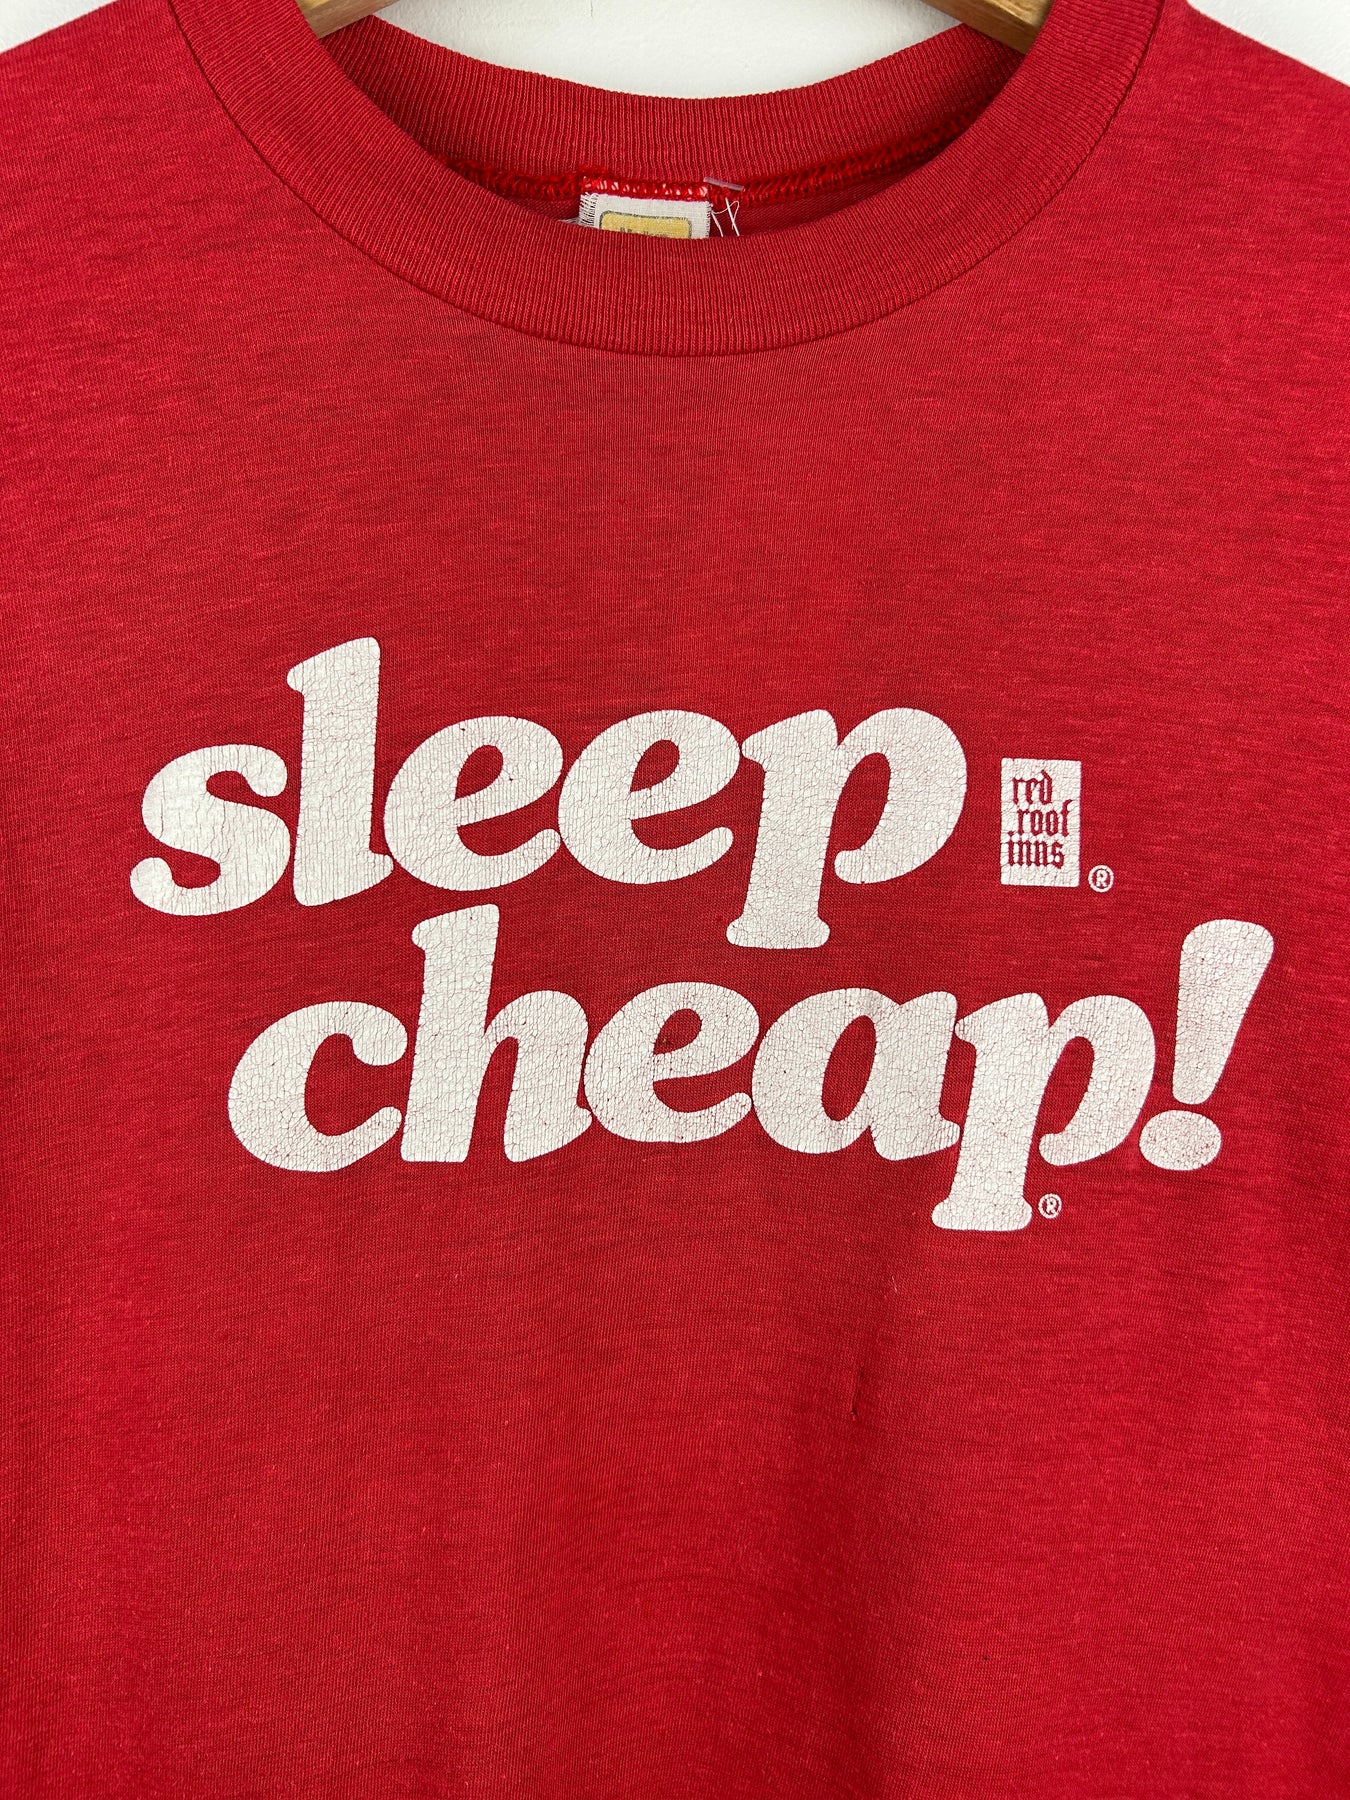 sleep
red
roof
inns ®
cheap!
®